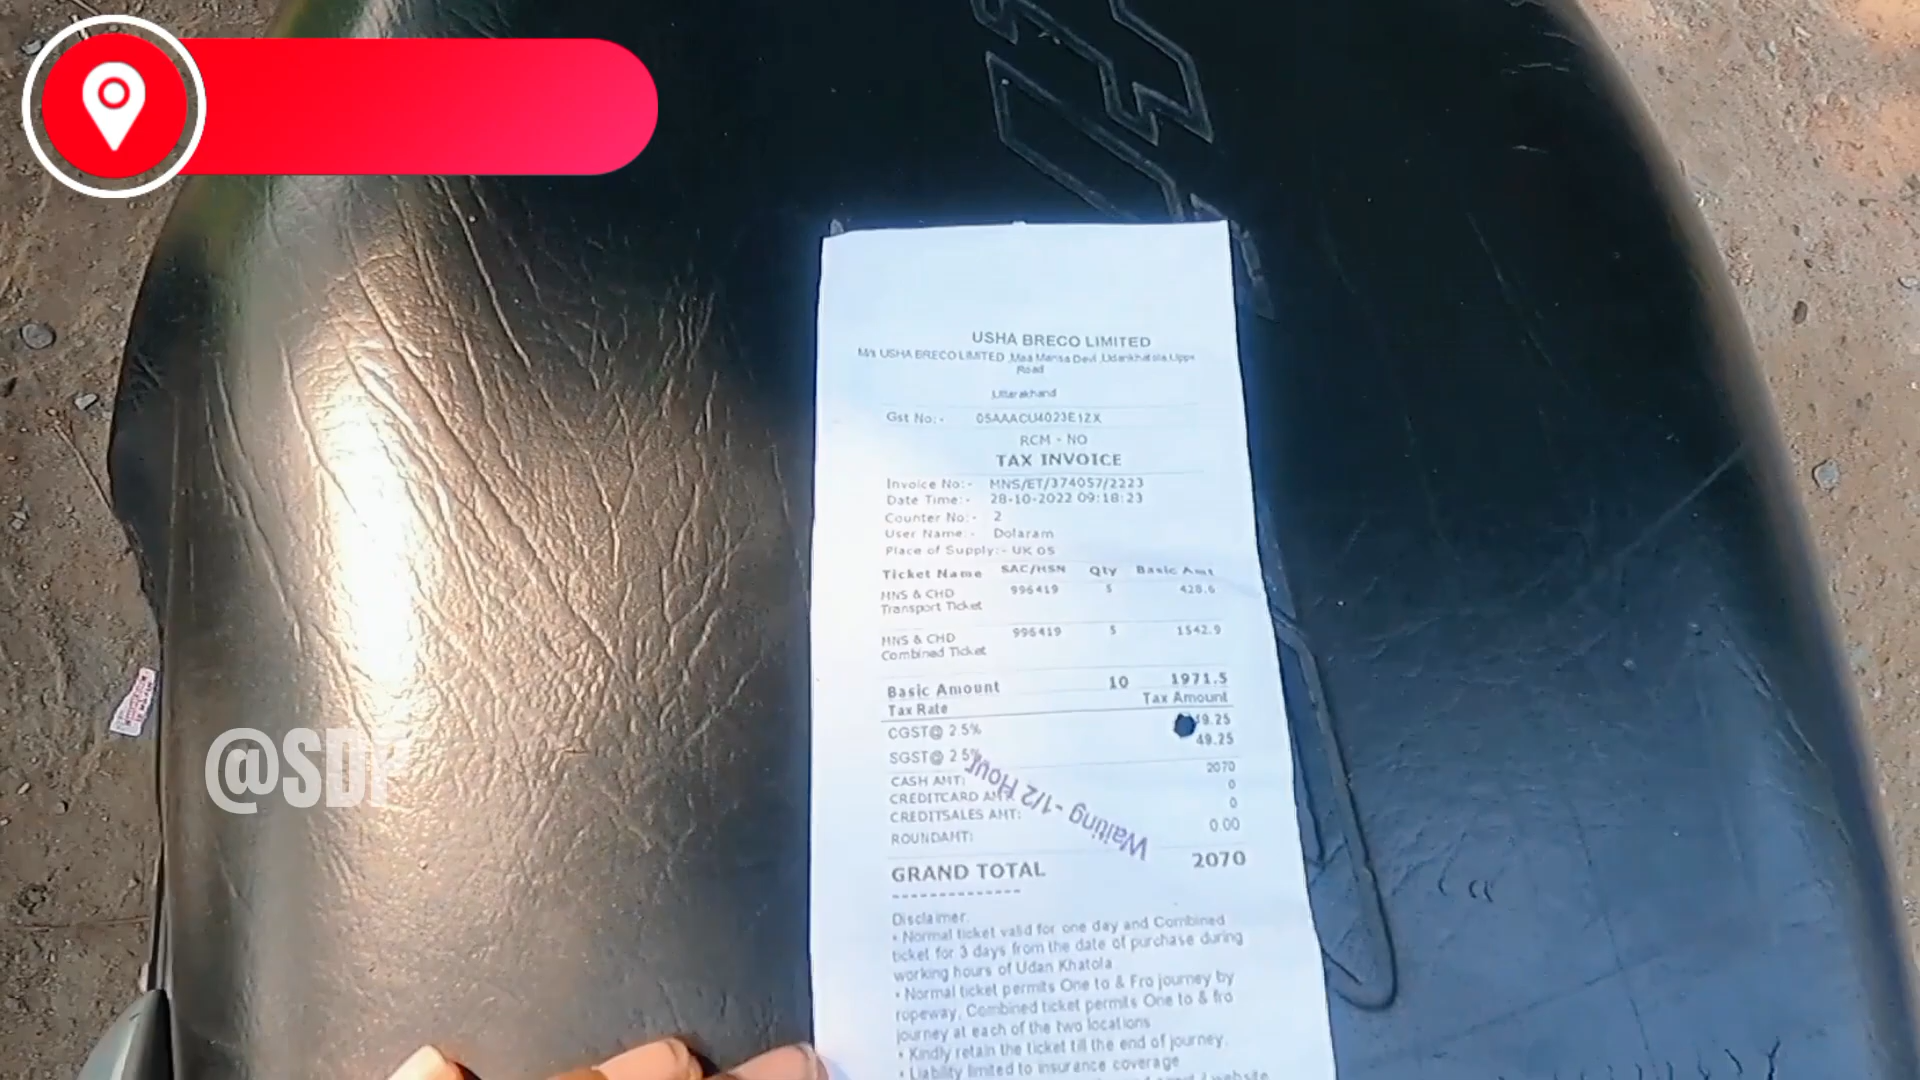 USHA BRECO LIMITED
M/s USHA BRECO LIMITED ,Maa Mansa Devi ,Udankhatola,Uppe
Road
Uttarakhand
Gst No:- 05AAACU4023E1ZX
RCM - NO
TAX INVOICE
Invoice No:- MNS/ET/374057/2223
Date Time:- 28-10-2022 09:18:23
Counter No:- 2
User Name:- Dolaram
Place of Supply:- UK 05
Ticket Name SAC/HSN Qty Basic Amt
MNS & CHD 996419 5 428.6
Transport Ticket
MNS & CHD 996419 5 1542.9
Combined Ticket
Basic Amount 10 1971.5
Tax Rate Tax Amount
CGST@ 2.5% 49.25
SGST@ 2.5% 49.25
CASH AMT: 2070
CREDITCARD AMT: 0
CREDITSALES AMT: 0
ROUNDAMT: 0.00
Waiting - 1/2 Hour
GRAND TOTAL 2070
--------------
Disclaimer.
• Normal ticket valid for one day and Combined
ticket for 3 days from the date of purchase during
working hours of Udan Khatola
• Normal ticket permits One to & Fro journey by
ropeway, Combined ticket permits One to & fro
journey at each of the two locations
• Kindly retain the ticket till the end of journey.
• Liability limited to insurance coverage
website
@SDP